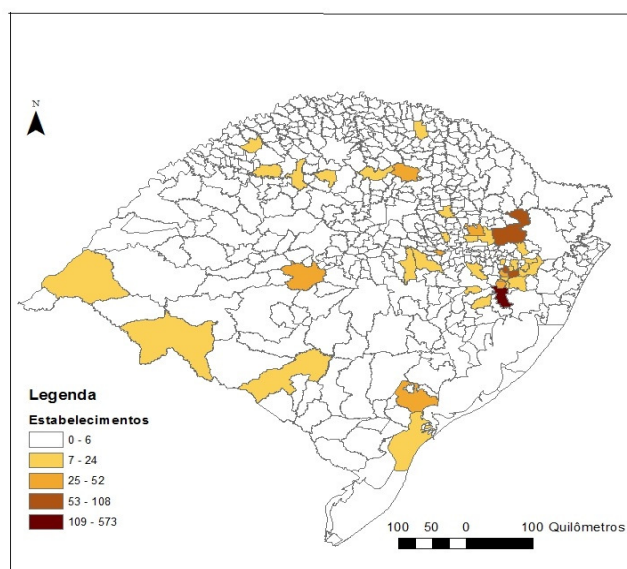 N
Legenda
Estabelecimentos
0 - 6
7 - 24
25 - 52
53 - 108
109 - 573
100 50 0 100 Quilômetros